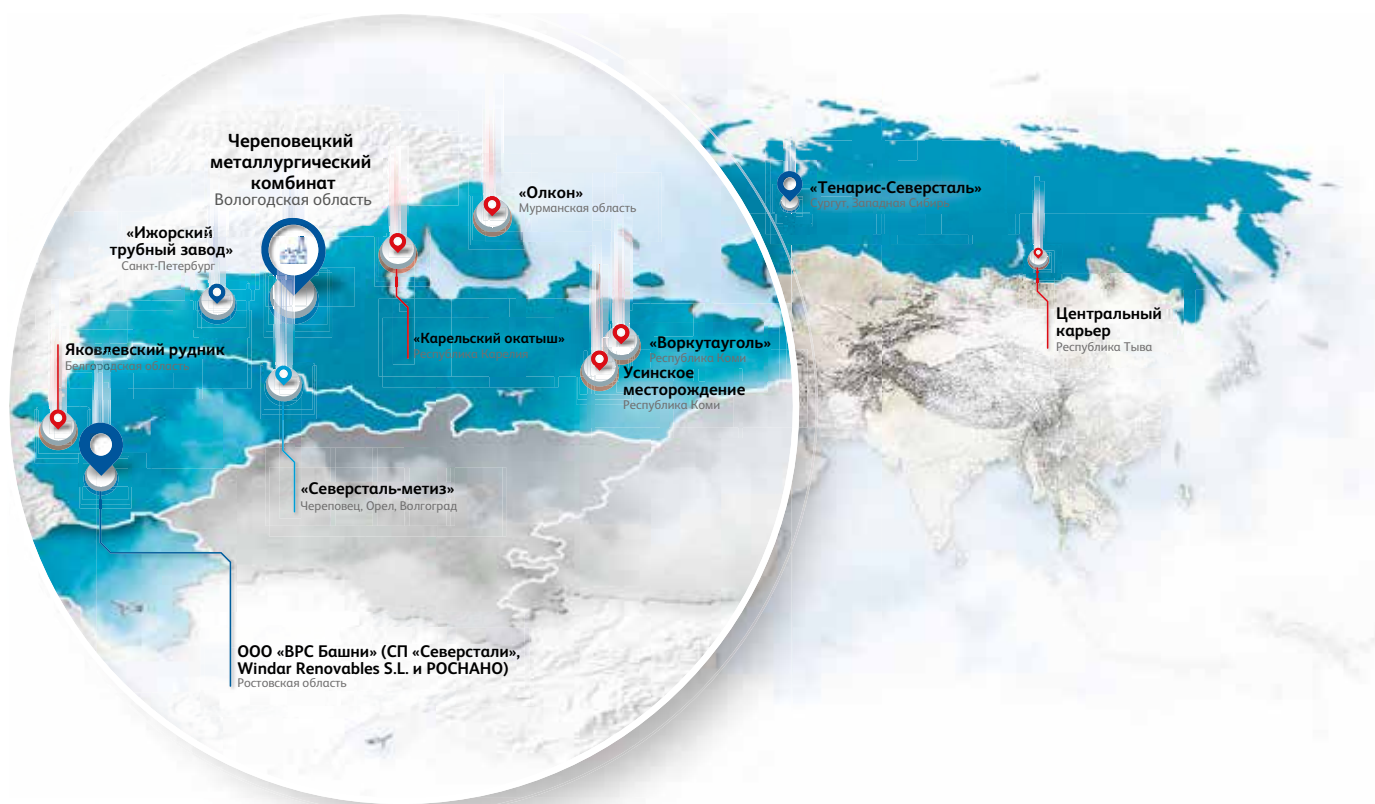 Череповецкий
металлургический
комбинат
Вологодская область
«Олкон»
Мурманская область
«Ижорский
трубный завод»
Санкт-Петербург
«Карельский окатыш»
Республика Карелия
«Воркутауголь»
Республика Коми
Усинское
месторождение
Республика Коми
Яковлевский рудник
Белгородская область
«Северсталь-метиз»
Череповец, Орел, Волгоград
ООО «ВРС Башни» (СП «Северстали»,
Windar Renovables S.L. и РОСНАНО)
Ростовская область
«Тенарис-Северсталь»
Сургут, Западная Сибирь
Центральный
карьер
Республика Тыва